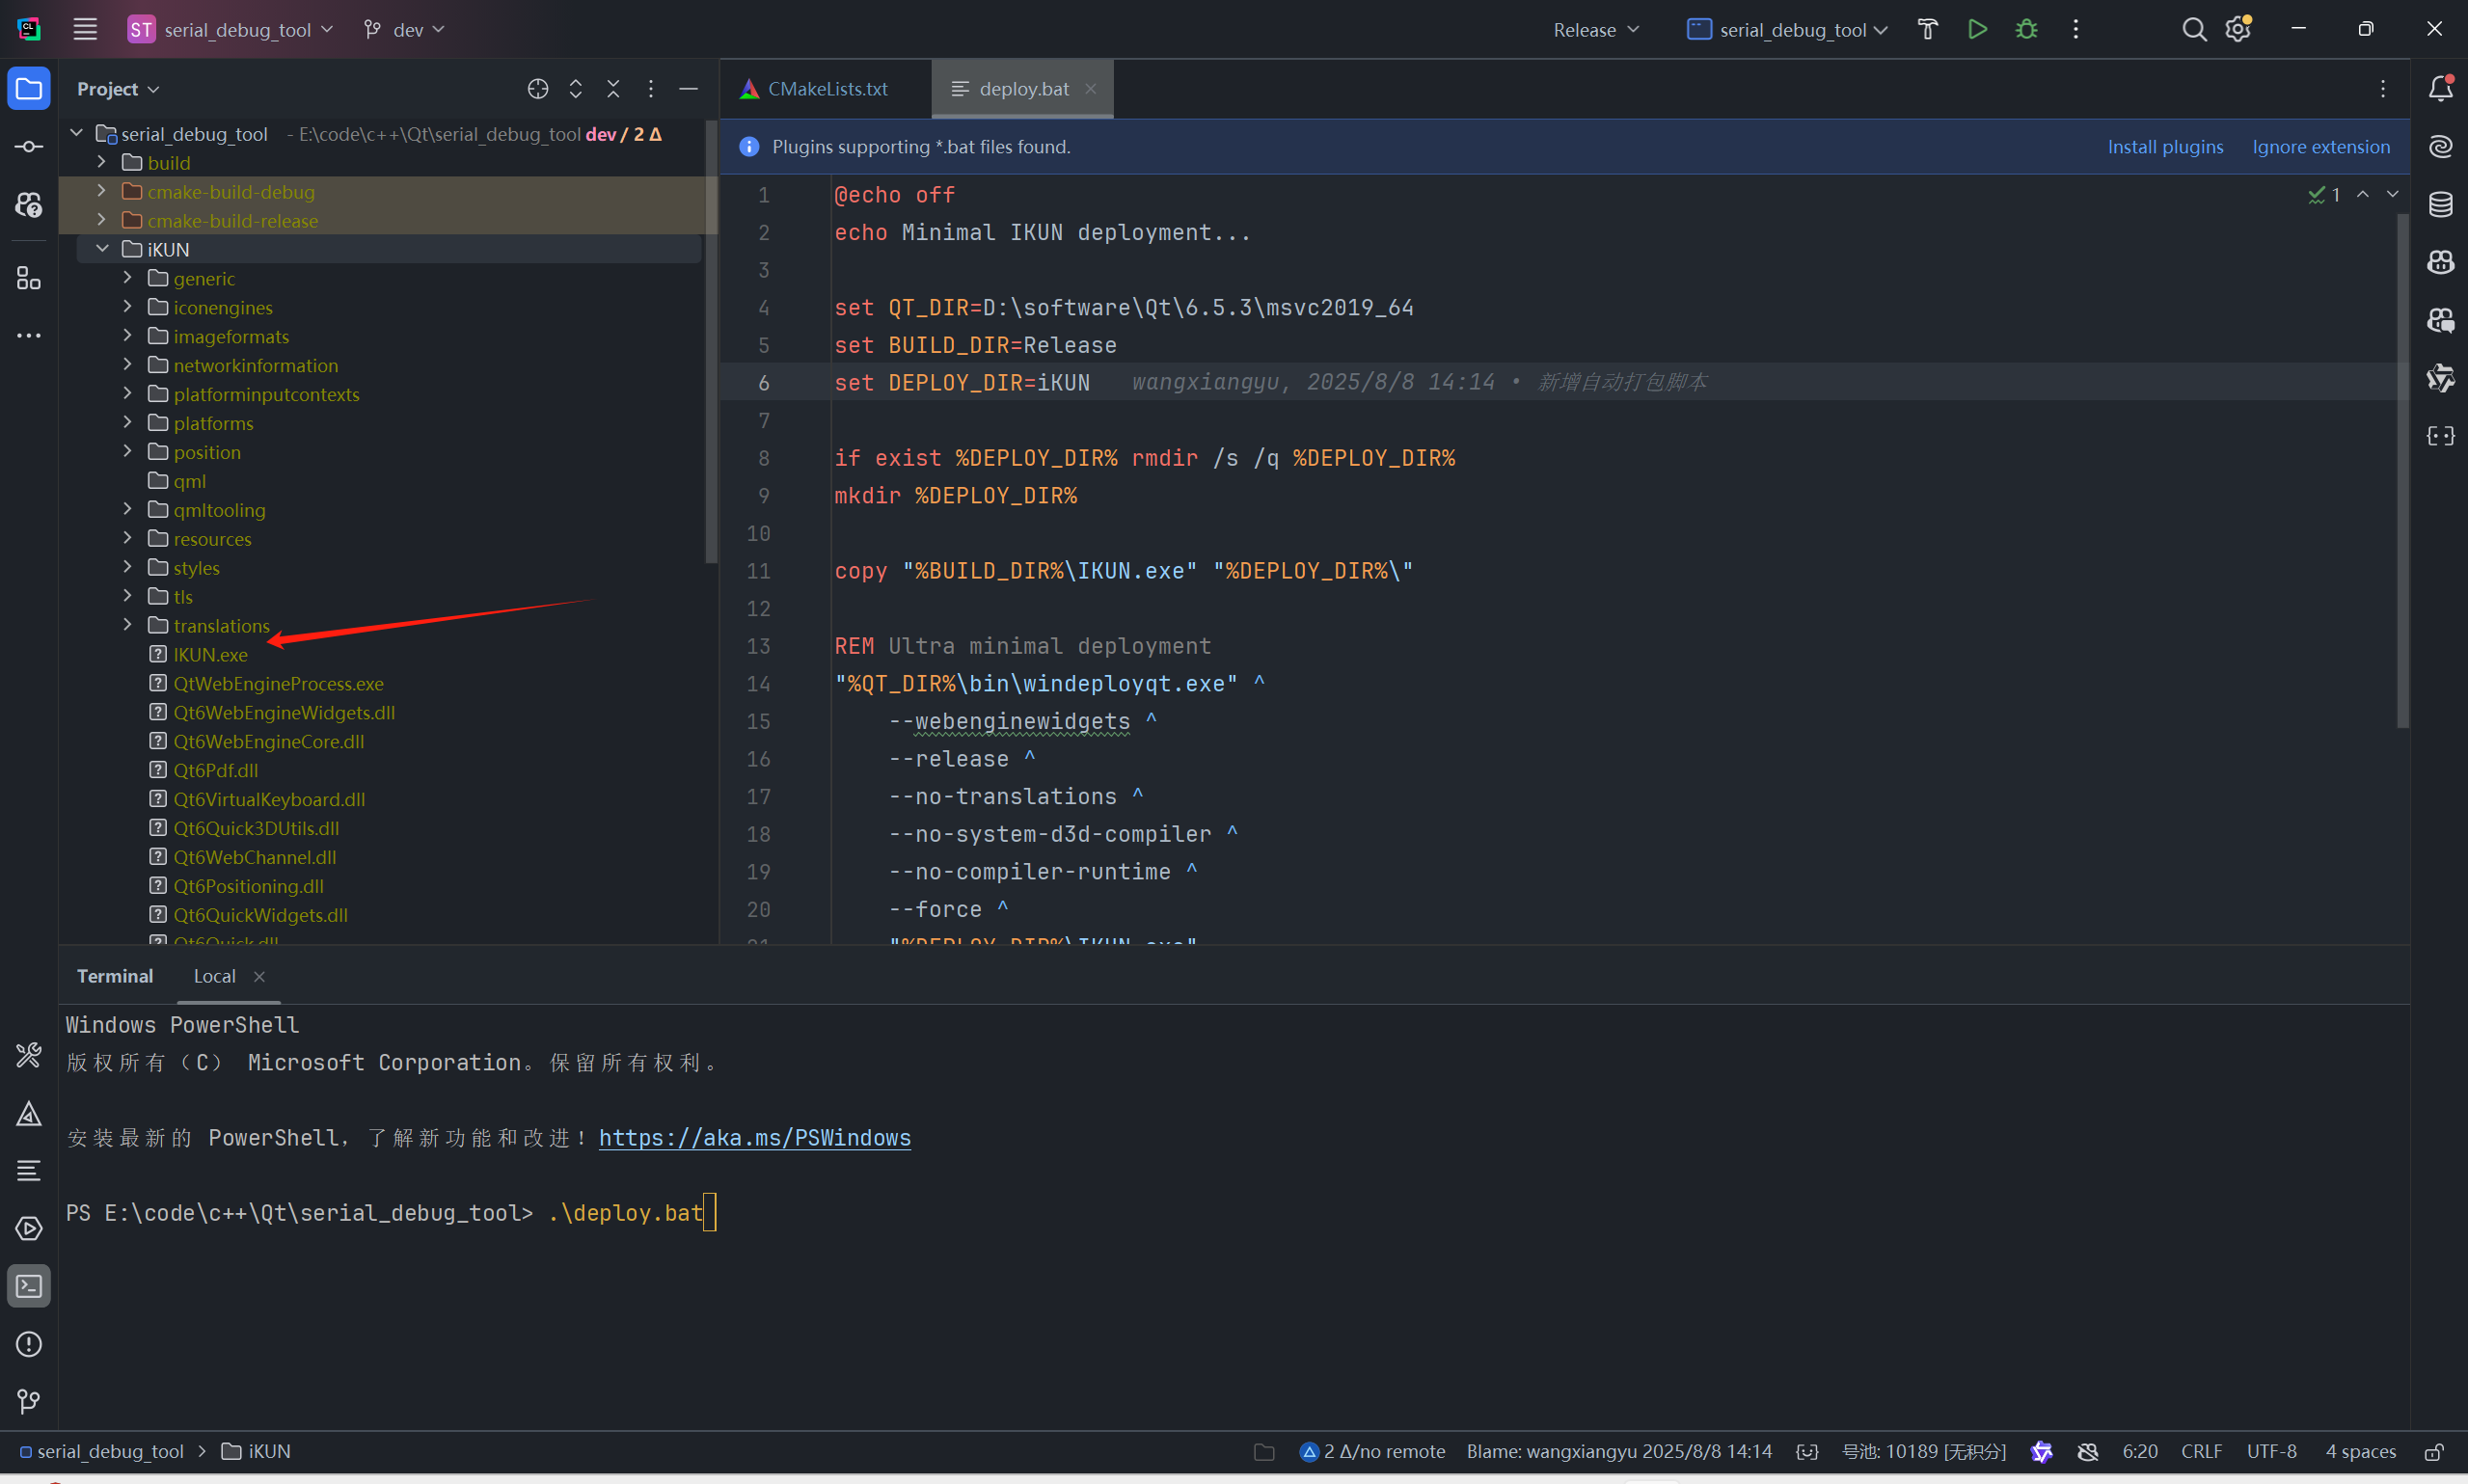 ST serial_debug_tool dev Release serial_debug_tool
Project
serial_debug_tool - E:\code\c++\Qt\serial_debug_tool dev / 2 Δ
build
cmake-build-debug
cmake-build-release
iKUN
generic
iconengines
imageformats
networkinformation
platforminputcontexts
platforms
position
qml
qmltooling
resources
styles
tls
translations
IKUN.exe
QtWebEngineProcess.exe
Qt6WebEngineWidgets.dll
Qt6WebEngineCore.dll
Qt6Pdf.dll
Qt6VirtualKeyboard.dll
Qt6Quick3DUtils.dll
Qt6WebChannel.dll
Qt6Positioning.dll
Qt6QuickWidgets.dll
Qt6Quick.dll
CMakeLists.txt deploy.bat
Plugins supporting *.bat files found. Install plugins Ignore extension
1 @echo off
2 echo Minimal IKUN deployment...
3
4 set QT_DIR=D:\software\Qt\6.5.3\msvc2019_64
5 set BUILD_DIR=Release
6 set DEPLOY_DIR=iKUN wangxiangyu, 2025/8/8 14:14 • 新增自动打包脚本
7
8 if exist %DEPLOY_DIR% rmdir /s /q %DEPLOY_DIR%
9 mkdir %DEPLOY_DIR%
10
11 copy "%BUILD_DIR%\IKUN.exe" "%DEPLOY_DIR%\"
12
13 REM Ultra minimal deployment
14 "%QT_DIR%\bin\windeployqt.exe" ^
15 --webenginewidgets ^
16 --release ^
17 --no-translations ^
18 --no-system-d3d-compiler ^
19 --no-compiler-runtime ^
20 --force ^
21 "%DEPLOY_DIR%\IKUN.exe"
1
Terminal Local
Windows PowerShell
版权所有（C） Microsoft Corporation。保留所有权利。
安装最新的 PowerShell，了解新功能和改进！https://aka.ms/PSWindows
PS E:\code\c++\Qt\serial_debug_tool> .\deploy.bat
serial_debug_tool > iKUN 2 Δ/no remote Blame: wangxiangyu 2025/8/8 14:14 号池: 10189 [无积分] 6:20 CRLF UTF-8 4 spaces